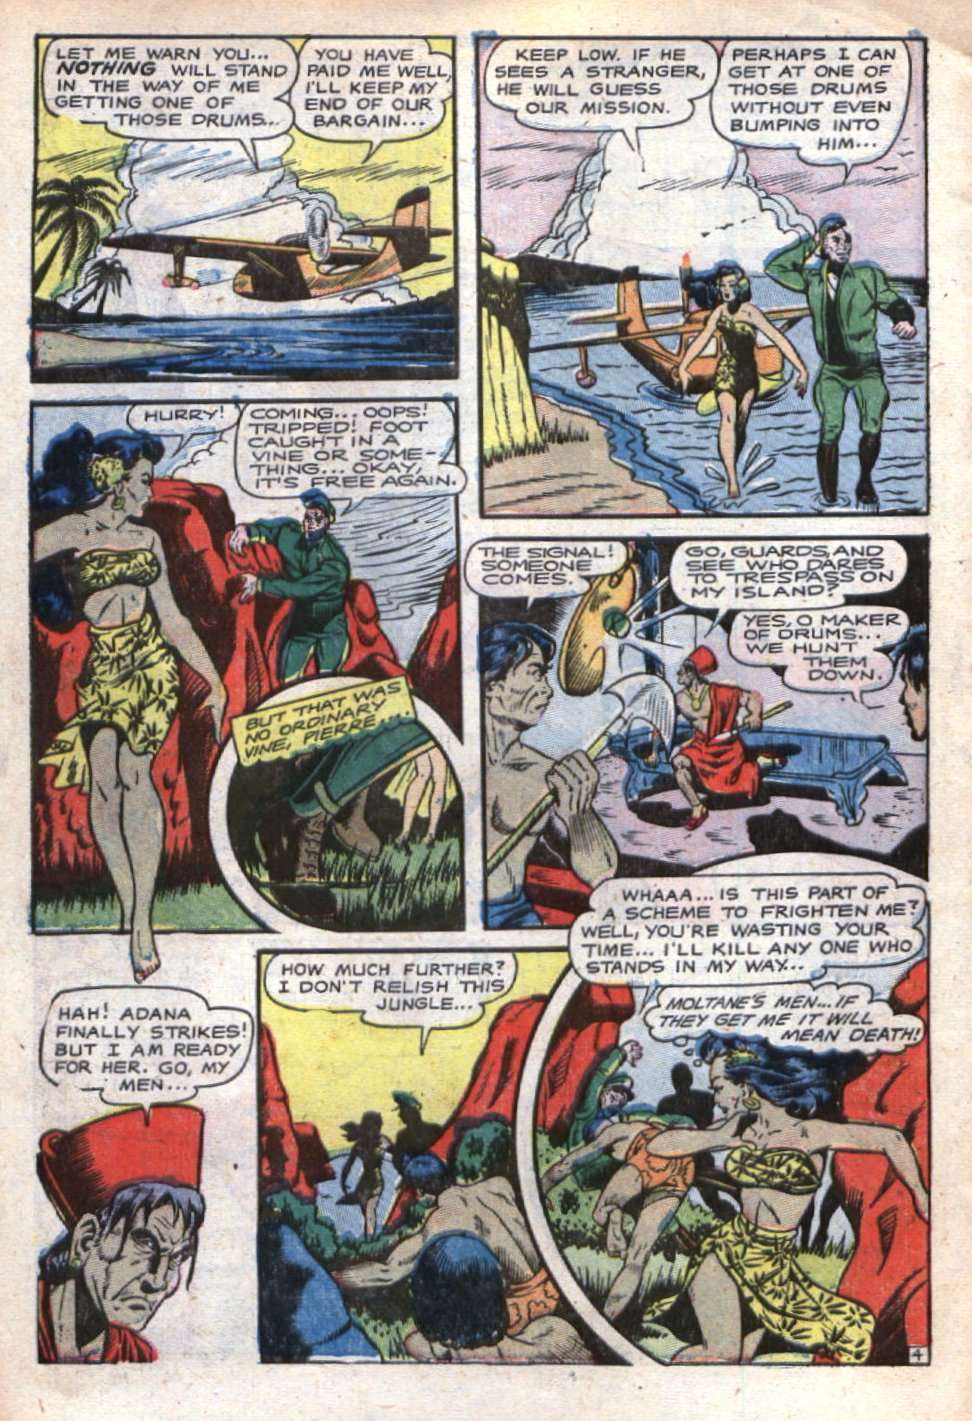 LET ME WARN YOU...
NOTHING WILL STAND
IN THE WAY OF ME
GETTING ONE OF
THOSE DRUMS...
YOU HAVE
PAID ME WELL,
I'LL KEEP MY
END OF OUR
BARGAIN...
KEEP LOW. IF HE
SEES A STRANGER,
HE WILL GUESS
OUR MISSION.
PERHAPS I CAN
GET AT ONE OF
THOSE DRUMS
WITHOUT EVEN
BUMPING INTO
HIM...
HURRY!
COMING... OOPS!
TRIPPED! FOOT
CAUGHT IN A
VINE OR SOME-
THING... OKAY,
IT'S FREE AGAIN.
BUT THAT WAS
NO ORDINARY
VINE, PIERRE...
THE SIGNAL!
SOMEONE
COMES.
GO, GUARDS, AND
SEE WHO DARES
TO TRESPASS ON
MY ISLAND?
YES, O MAKER
OF DRUMS...
WE HUNT
THEM
DOWN.
HAH! ADANA
FINALLY STRIKES!
BUT I AM READY
FOR HER. GO, MY
MEN...
HOW MUCH FURTHER?
I DON'T RELISH THIS
JUNGLE...
WHAAA... IS THIS PART OF
A SCHEME TO FRIGHTEN ME?
WELL, YOU'RE WASTING YOUR
TIME... I'LL KILL ANY ONE WHO
STANDS IN MY WAY...
MOLTANE'S MEN... IF
THEY GET ME IT WILL
MEAN DEATH!
4